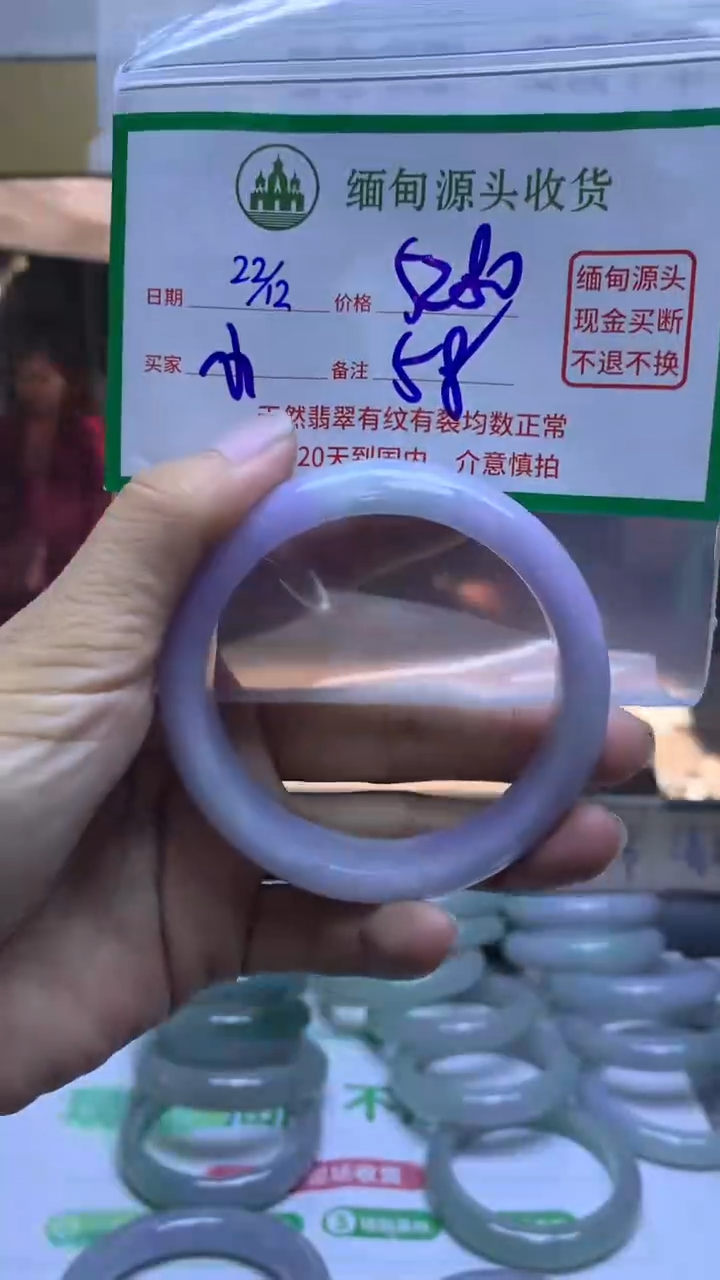 缅甸源头收货
日期 22/12 价格 5280
买家 备注 58
缅甸源头
现金买断
不退不换
天然翡翠有纹有裂均数正常
20天到国内 介意慎拍
不